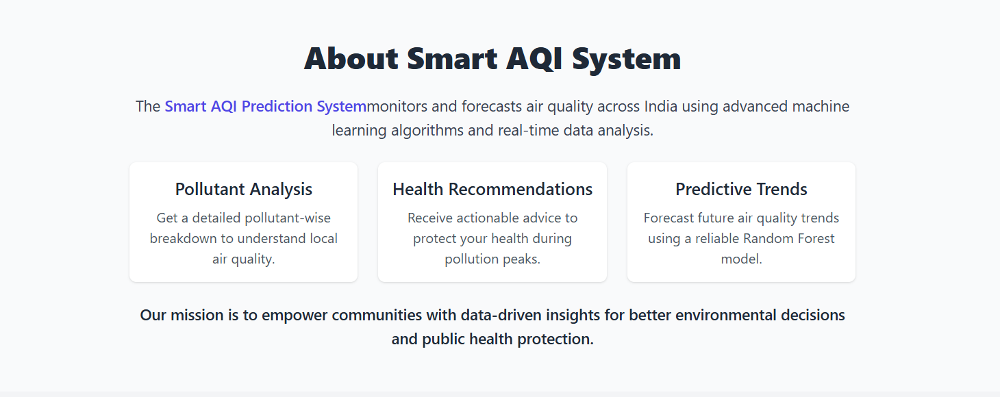 About Smart AQI System
The Smart AQI Prediction Systemmonitors and forecasts air quality across India using advanced machine
learning algorithms and real-time data analysis.
Pollutant Analysis
Get a detailed pollutant-wise
breakdown to understand local
air quality.
Health Recommendations
Receive actionable advice to
protect your health during
pollution peaks.
Predictive Trends
Forecast future air quality trends
using a reliable Random Forest
model.
Our mission is to empower communities with data-driven insights for better environmental decisions
and public health protection.